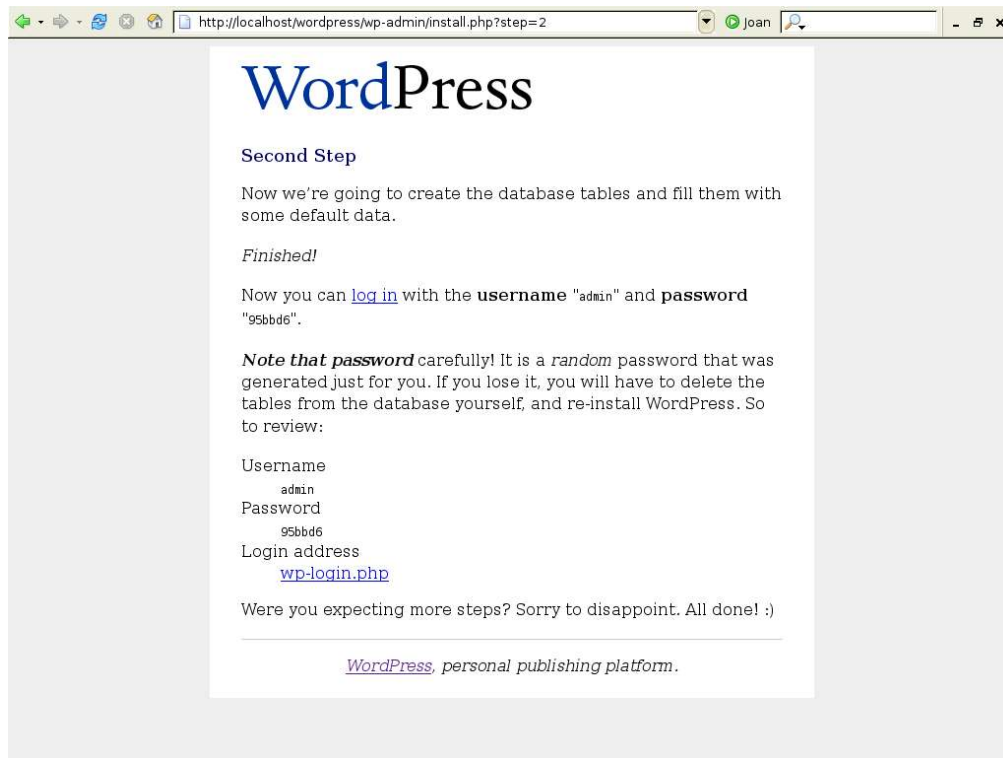 http://localhost/wordpress/wp-admin/install.php?step=2
Joan
WordPress
Second Step
Now we're going to create the database tables and fill them with
some default data.
Finished!
Now you can log in with the username "admin" and password
"95bbd6".
Note that password carefully! It is a random password that was
generated just for you. If you lose it, you will have to delete the
tables from the database yourself, and re-install WordPress. So
to review:
Username
admin
Password
95bbd6
Login address
wp-login.php
Were you expecting more steps? Sorry to disappoint. All done! :)
WordPress, personal publishing platform.